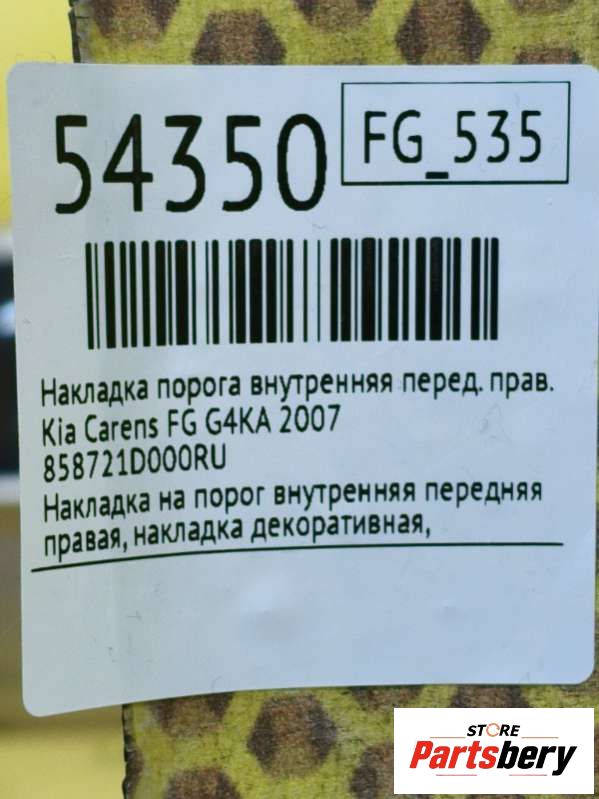 54350
FG_535
Накладка порога внутренняя перед. прав.
Kia Carens FG G4KA 2007
858721D000RU
Накладка на порог внутренняя передняя
правая, накладка декоративная,
STORE
Partsbery